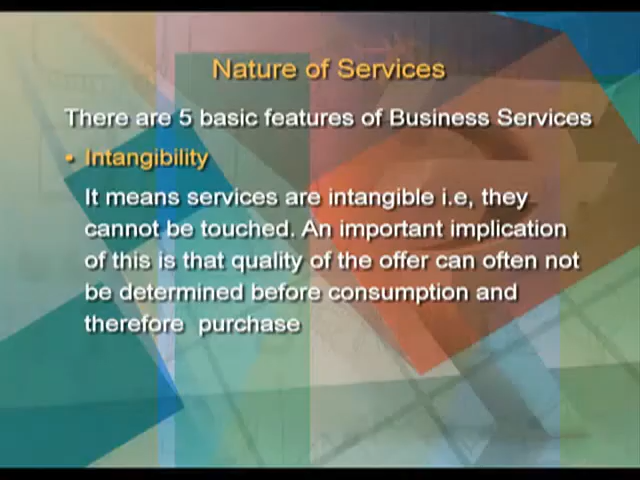 Nature of Services
There are 5 basic features of Business Services
• Intangibility
It means services are intangible i.e, they
cannot be touched. An important implication
of this is that quality of the offer can often not
be determined before consumption and
therefore purchase